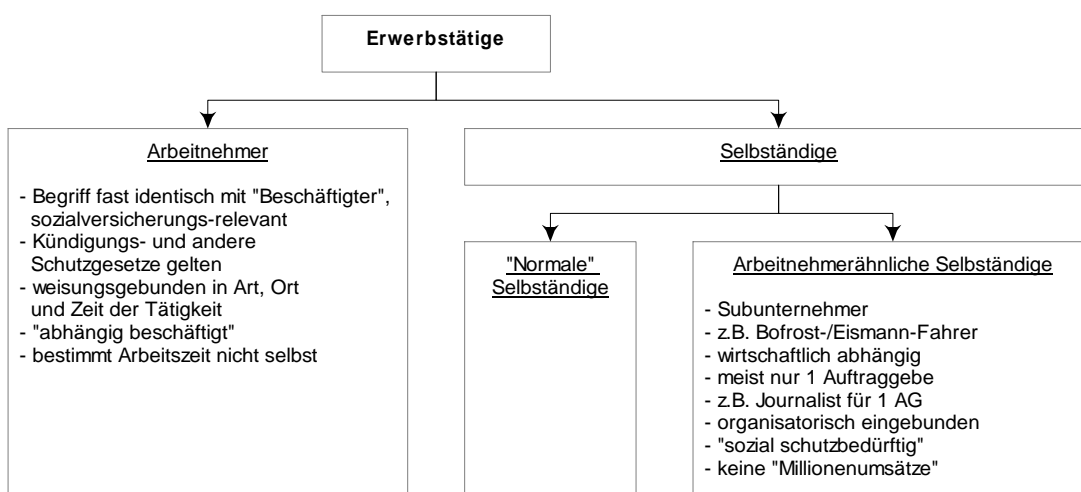 Erwerbstätige
Arbeitnehmer
- Begriff fast identisch mit "Beschäftigter",
sozialversicherungs-relevant
- Kündigungs- und andere
Schutzgesetze gelten
- weisungsgebunden in Art, Ort
und Zeit der Tätigkeit
- "abhängig beschäftigt"
- bestimmt Arbeitszeit nicht selbst
Selbständige
"Normale"
Selbständige
Arbeitnehmerähnliche Selbständige
- Subunternehmer
- z.B. Bofrost-/Eismann-Fahrer
- wirtschaftlich abhängig
- meist nur 1 Auftraggebe
- z.B. Journalist für 1 AG
- organisatorisch eingebunden
- "sozial schutzbedürftig"
- keine "Millionenumsätze"